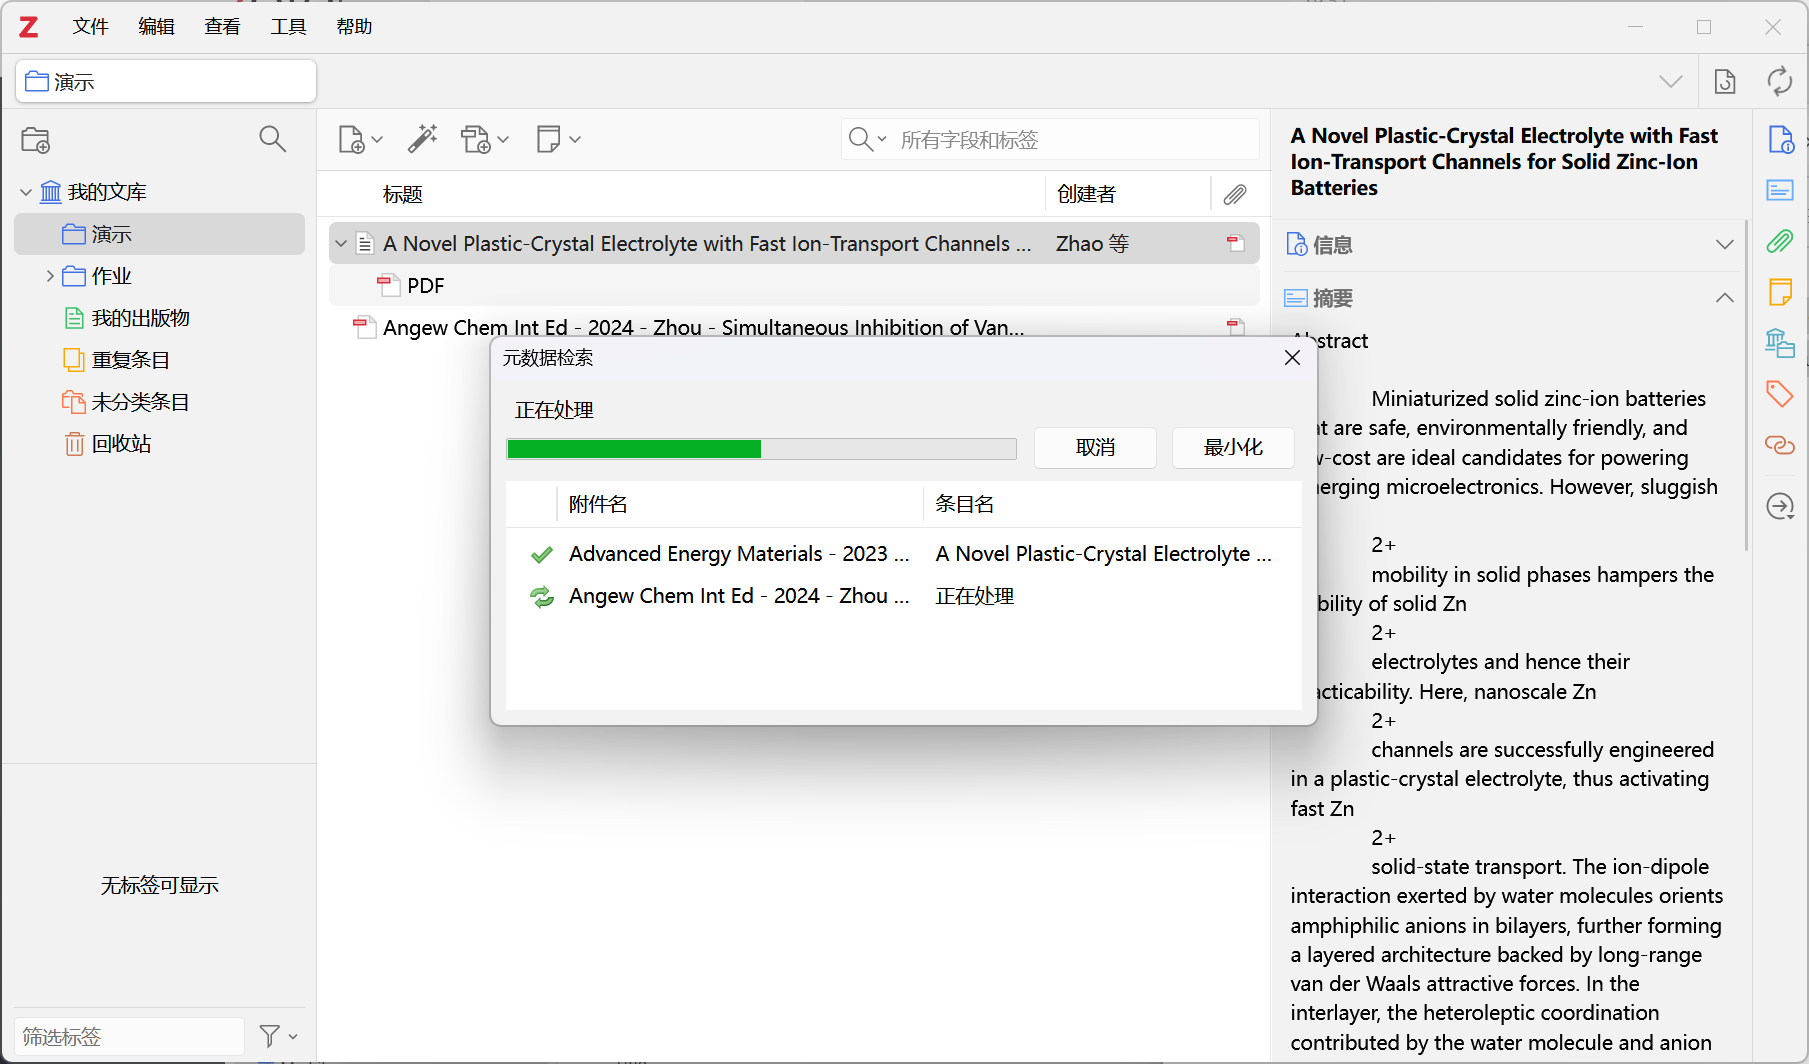 Z 文件 编辑 查看 工具 帮助
演示
我的文库
演示
作业
我的出版物
重复条目
未分类条目
回收站
无标签可显示
筛选标签
所有字段和标签
标题 创建者
A Novel Plastic-Crystal Electrolyte with Fast Ion-Transport Channels ... Zhao 等
PDF
Angew Chem Int Ed - 2024 - Zhou - Simultaneous Inhibition of Van...
元数据检索
正在处理
取消 最小化
附件名 条目名
Advanced Energy Materials - 2023 ... A Novel Plastic-Crystal Electrolyte ...
Angew Chem Int Ed - 2024 - Zhou ... 正在处理
A Novel Plastic-Crystal Electrolyte with Fast
Ion-Transport Channels for Solid Zinc-Ion
Batteries
信息
摘要
Abstract
Miniaturized solid zinc-ion batteries
are safe, environmentally friendly, and
-cost are ideal candidates for powering
erging microelectronics. However, sluggish
2+
mobility in solid phases hampers the
bility of solid Zn
2+
electrolytes and hence their
acticability. Here, nanoscale Zn
2+
channels are successfully engineered
in a plastic-crystal electrolyte, thus activating
fast Zn
2+
solid-state transport. The ion-dipole
interaction exerted by water molecules orients
amphiphilic anions in bilayers, further forming
a layered architecture backed by long-range
van der Waals attractive forces. In the
interlayer, the heteroleptic coordination
contributed by the water molecule and anion